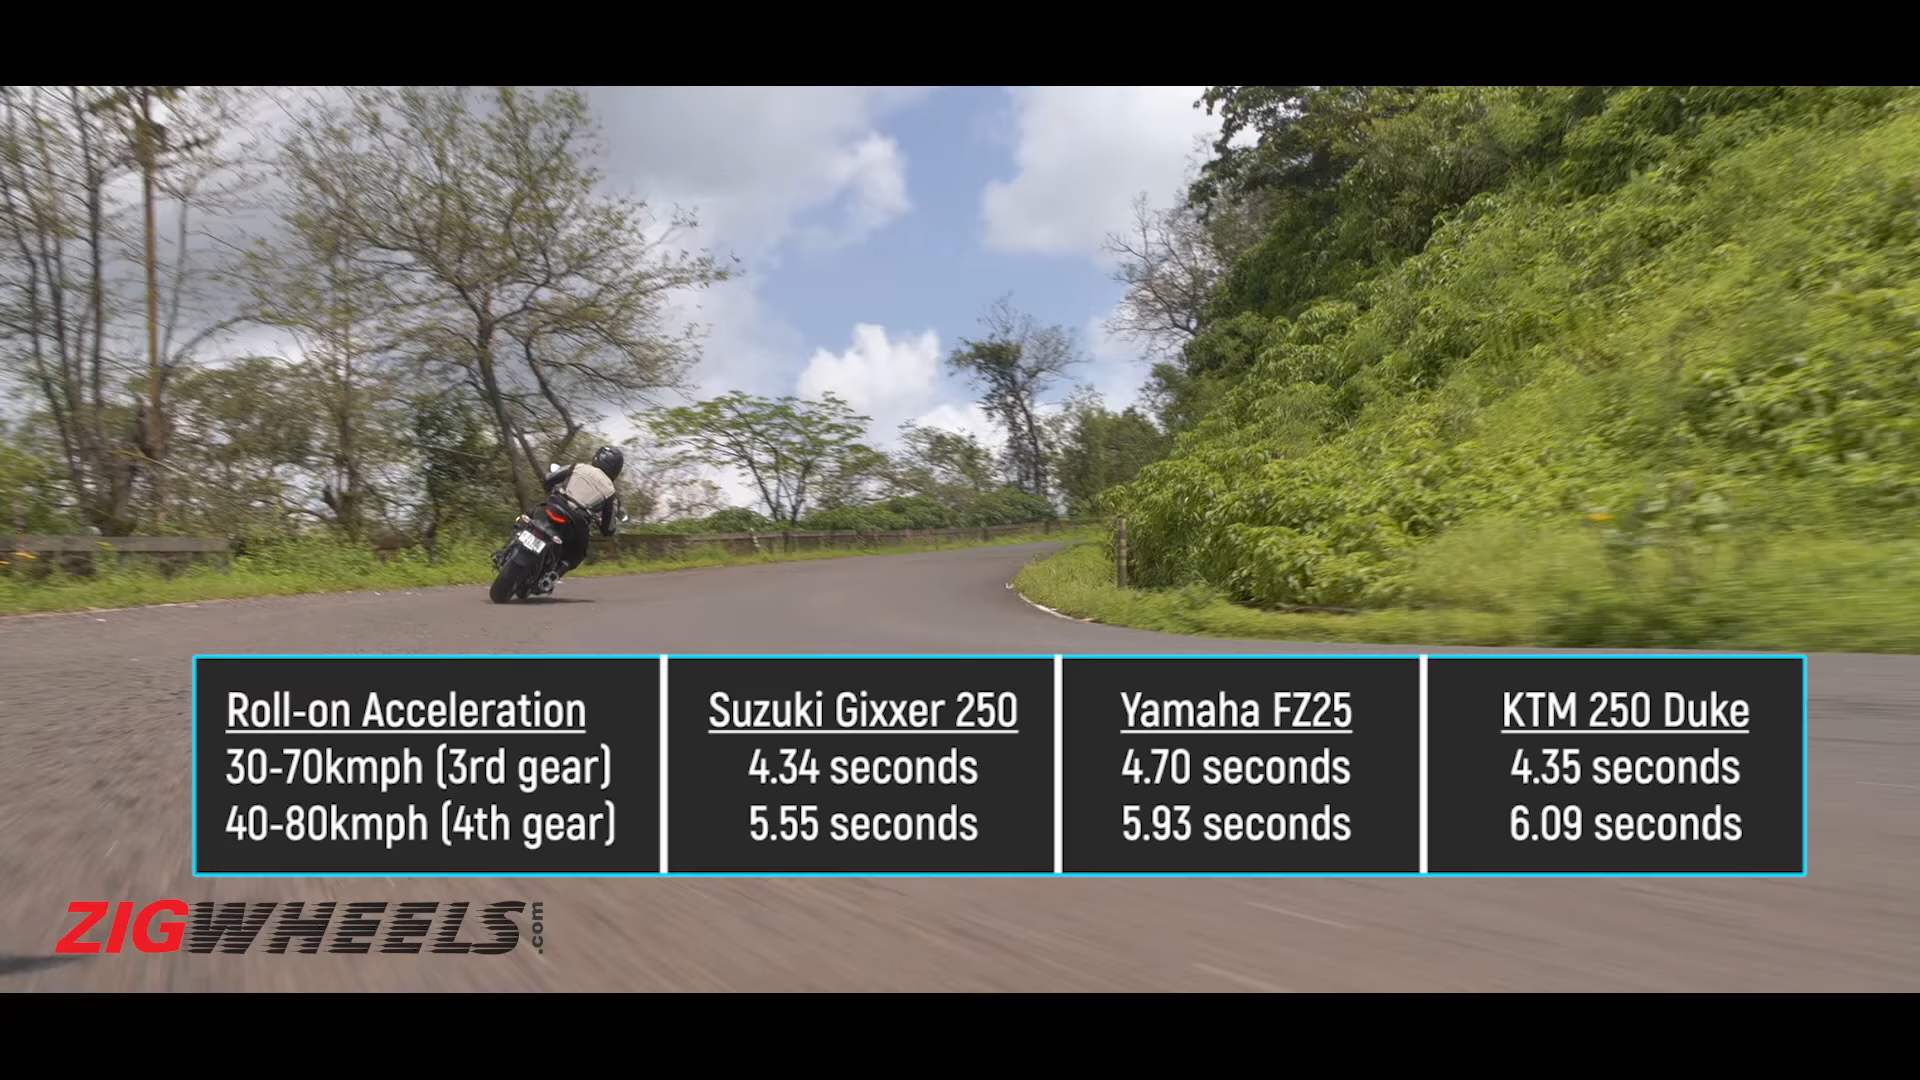 Roll-on Acceleration
30-70kmph (3rd gear)
40-80kmph (4th gear)
Suzuki Gixxer 250
4.34 seconds
5.55 seconds
Yamaha FZ25
4.70 seconds
5.93 seconds
KTM 250 Duke
4.35 seconds
6.09 seconds
ZIGWHEELS.com